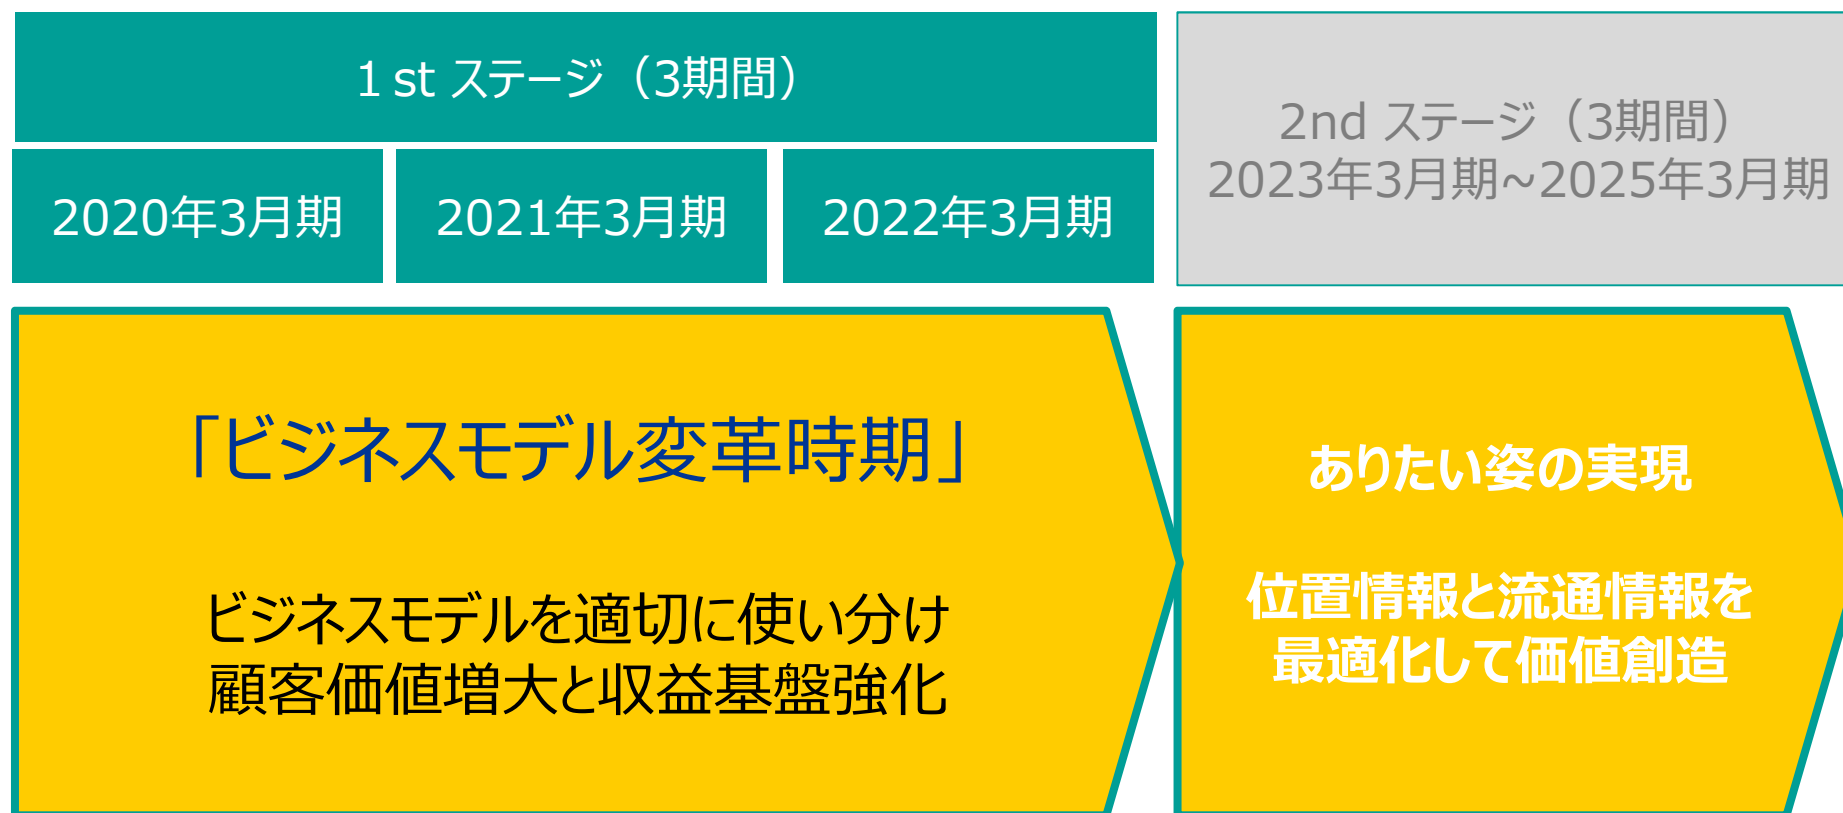 １st ステージ（3期間）
2nd ステージ（3期間）
2023年3月期~2025年3月期
2020年3月期
2021年3月期
2022年3月期
「ビジネスモデル変革時期」
ビジネスモデルを適切に使い分け
顧客価値増大と収益基盤強化
ありたい姿の実現
位置情報と流通情報を
最適化して価値創造